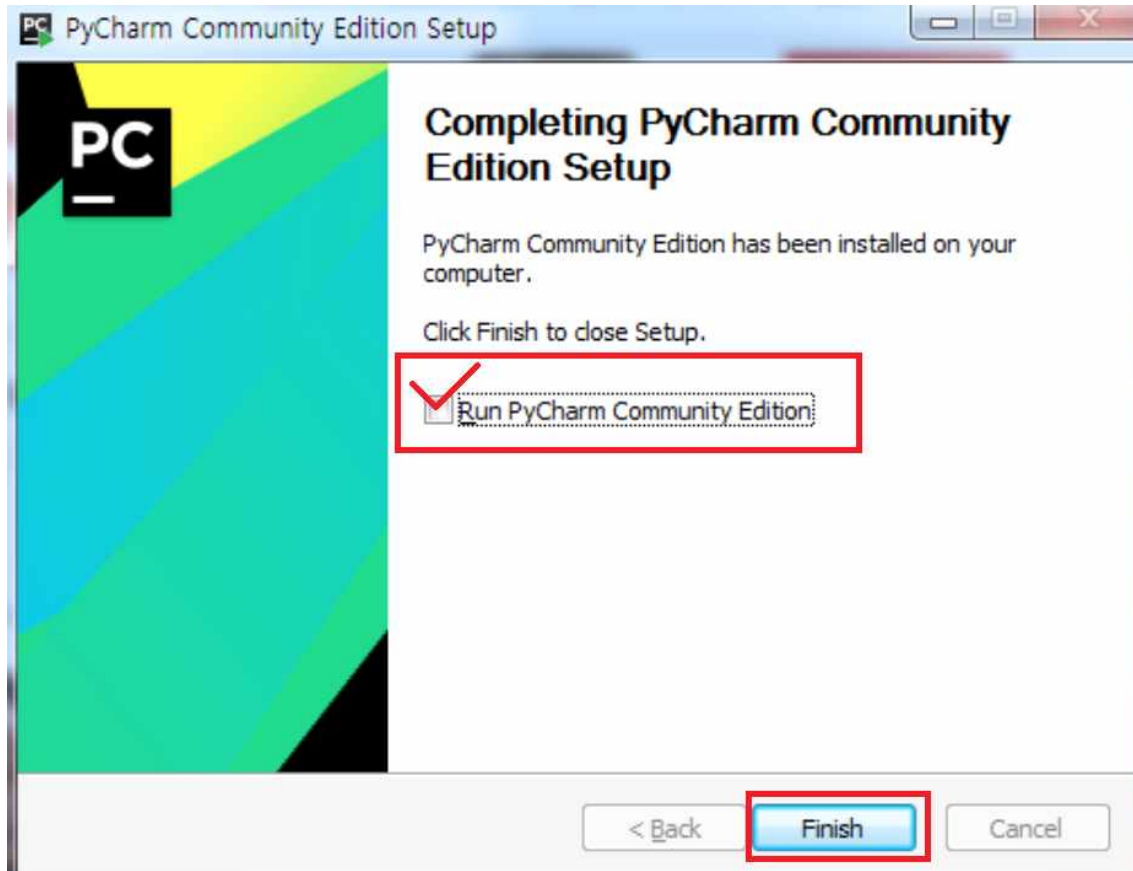 PyCharm Community Edition Setup
PC
Completing PyCharm Community
Edition Setup
PyCharm Community Edition has been installed on your
computer.
Click Finish to close Setup.
Run PyCharm Community Edition
< Back
Finish
Cancel